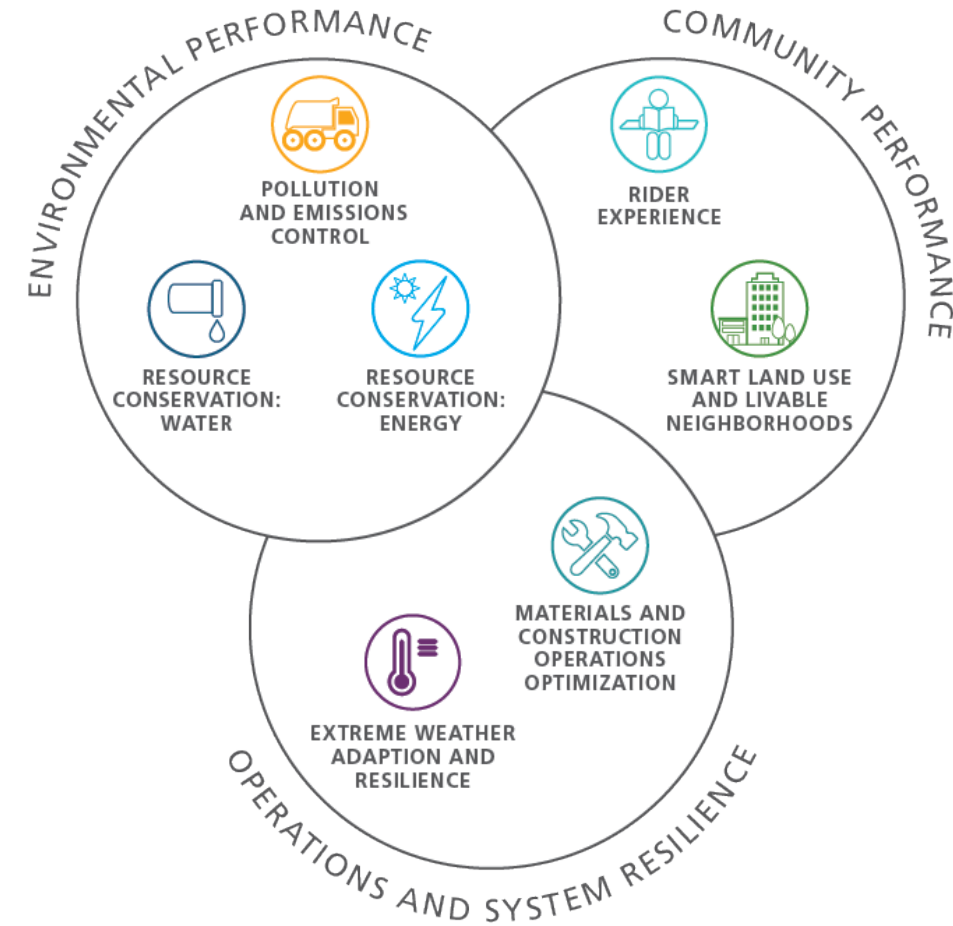 ENVIRONMENTAL PERFORMANCE
COMMUNITY PERFORMANCE
POLLUTION
AND EMISSIONS
CONTROL
RIDER
EXPERIENCE
RESOURCE
CONSERVATION:
WATER
RESOURCE
CONSERVATION:
ENERGY
SMART LAND USE
AND LIVABLE
NEIGHBORHOODS
MATERIALS AND
CONSTRUCTION
OPERATIONS
OPTIMIZATION
EXTREME WEATHER
ADAPTION AND
RESILIENCE
OPERATIONS AND SYSTEM RESILIENCE